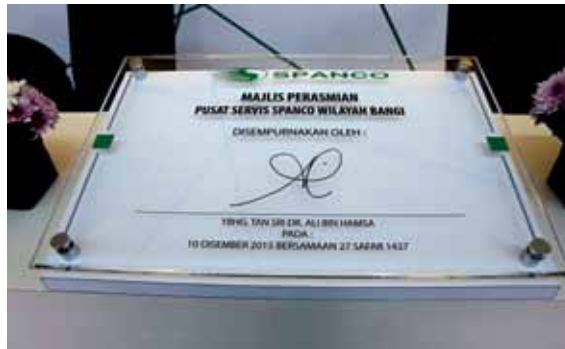 SPANCO
MAJLIS PERASMIAN
PUSAT SERVIS SPANCO WILAYAH BANGI
DISEMPURNAKAN OLEH :
YBHG. TAN SRI DR. ALI BIN HAMSA
PADA :
10 DISEMBER 2015 BERSAMAAN 27 SAFAR 1437